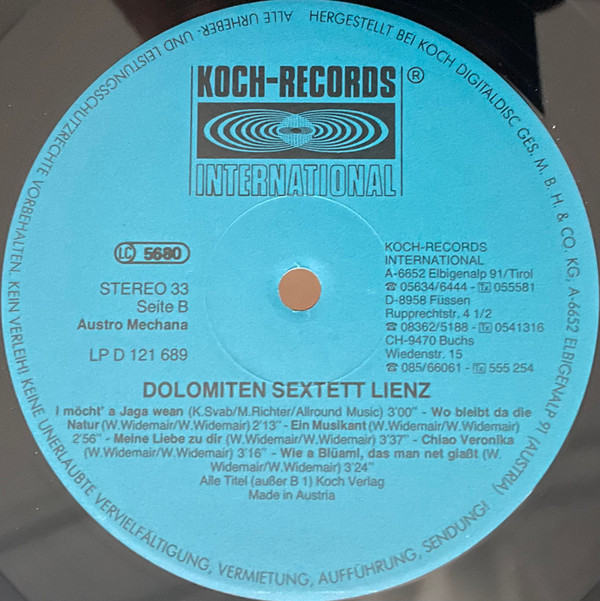 KOCH-RECORDS ®
INTERNATIONAL
LC 5680
STEREO 33
Seite B
Austro Mechana
LP D 121 689
KOCH-RECORDS
INTERNATIONAL
A-6652 Elbigenalp 91/Tirol
☎ 05634/6444 - Tx 055581
D-8958 Füssen
Rupprechtstr. 4 1/2
☎ 08362/5188 - Tx 0541316
CH-9470 Buchs
Wiedenstr. 15
☎ 085/66061 - Tx 555 254
DOLOMITEN SEXTETT LIENZ
I möcht' a Jaga wean (K.Svab/M.Richter/Allround Music) 3'00" - Wo bleibt da die
Natur (W.Widemair/W.Widemair) 2'13" - Ein Musikant (W.Widemair/W.Widemair)
2'56" - Meine Liebe zu dir (W.Widemair/W.Widemair) 3'37" - Chiao Veronika
(W.Widemair/W.Widemair) 3'16" - Wie a Blüaml, das man net giaßt (W.
Widemair/W.Widemair) 3'24"
Alle Titel (außer B 1) Koch Verlag
Made in Austria
ALLE URHEBER- UND LEISTUNGSSCHUTZRECHTE VORBEHALTEN. KEIN VERLEIH! KEINE UNERLAUBTE VERVIELFÄLTIGUNG, VERMIETUNG, AUFFÜHRUNG, SENDUNG!
HERGESTELLT BEI KOCH DIGITALDISC GES. M. B. H. & CO. KG, A-6652 ELBIGENALP 91 (AUSTRIA)